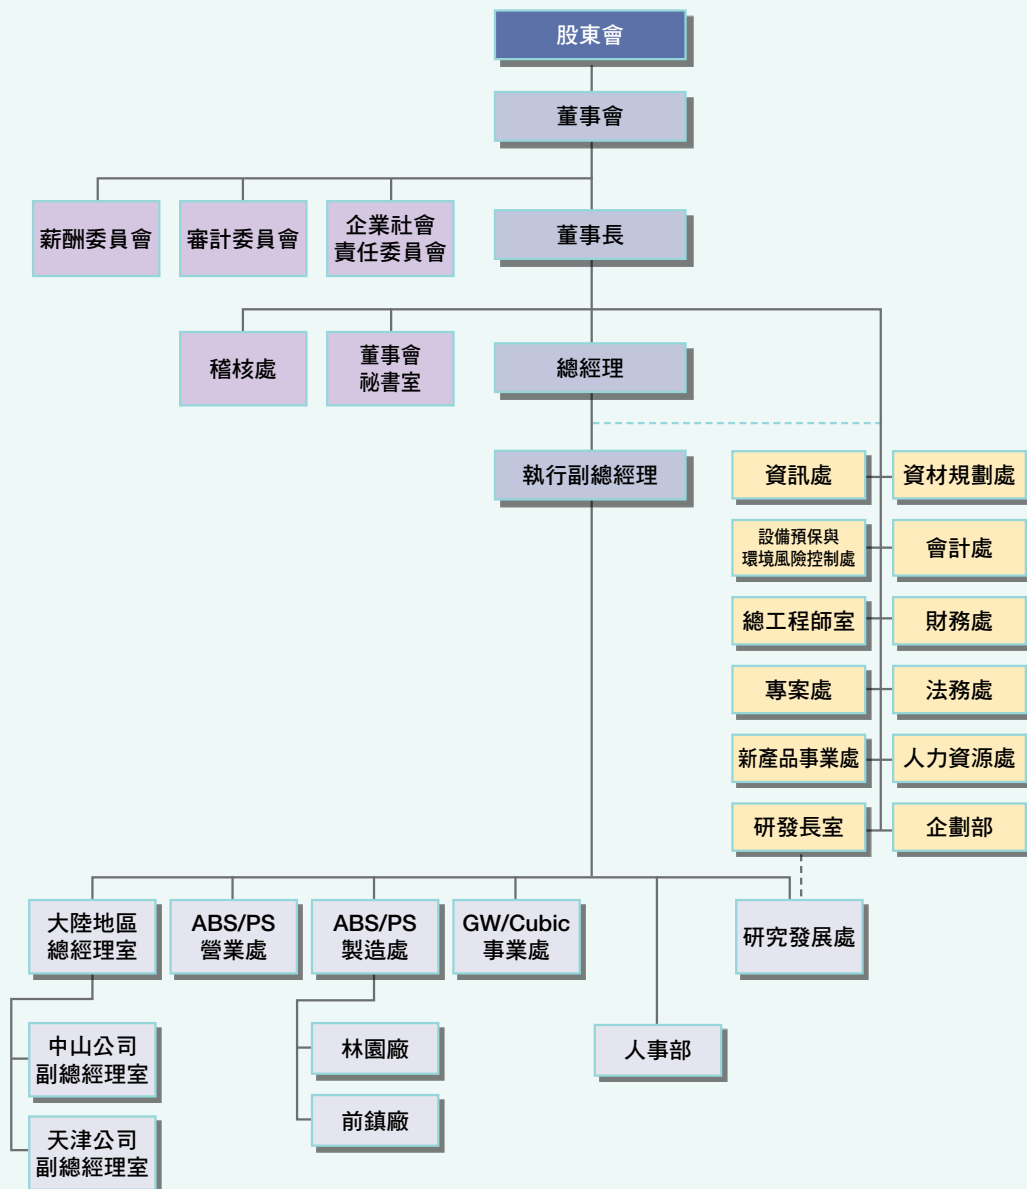 股東會
董事會
薪酬委員會
審計委員會
企業社會
責任委員會
董事長
稽核處
董事會
祕書室
總經理
執行副總經理
資訊處
資材規劃處
設備預保與
環境風險控制處
會計處
總工程師室
財務處
專案處
法務處
新產品事業處
人力資源處
研發長室
企劃部
大陸地區
總經理室
ABS/PS
營業處
ABS/PS
製造處
GW/Cubic
事業處
研究發展處
中山公司
副總經理室
林園廠
人事部
前鎮廠
天津公司
副總經理室